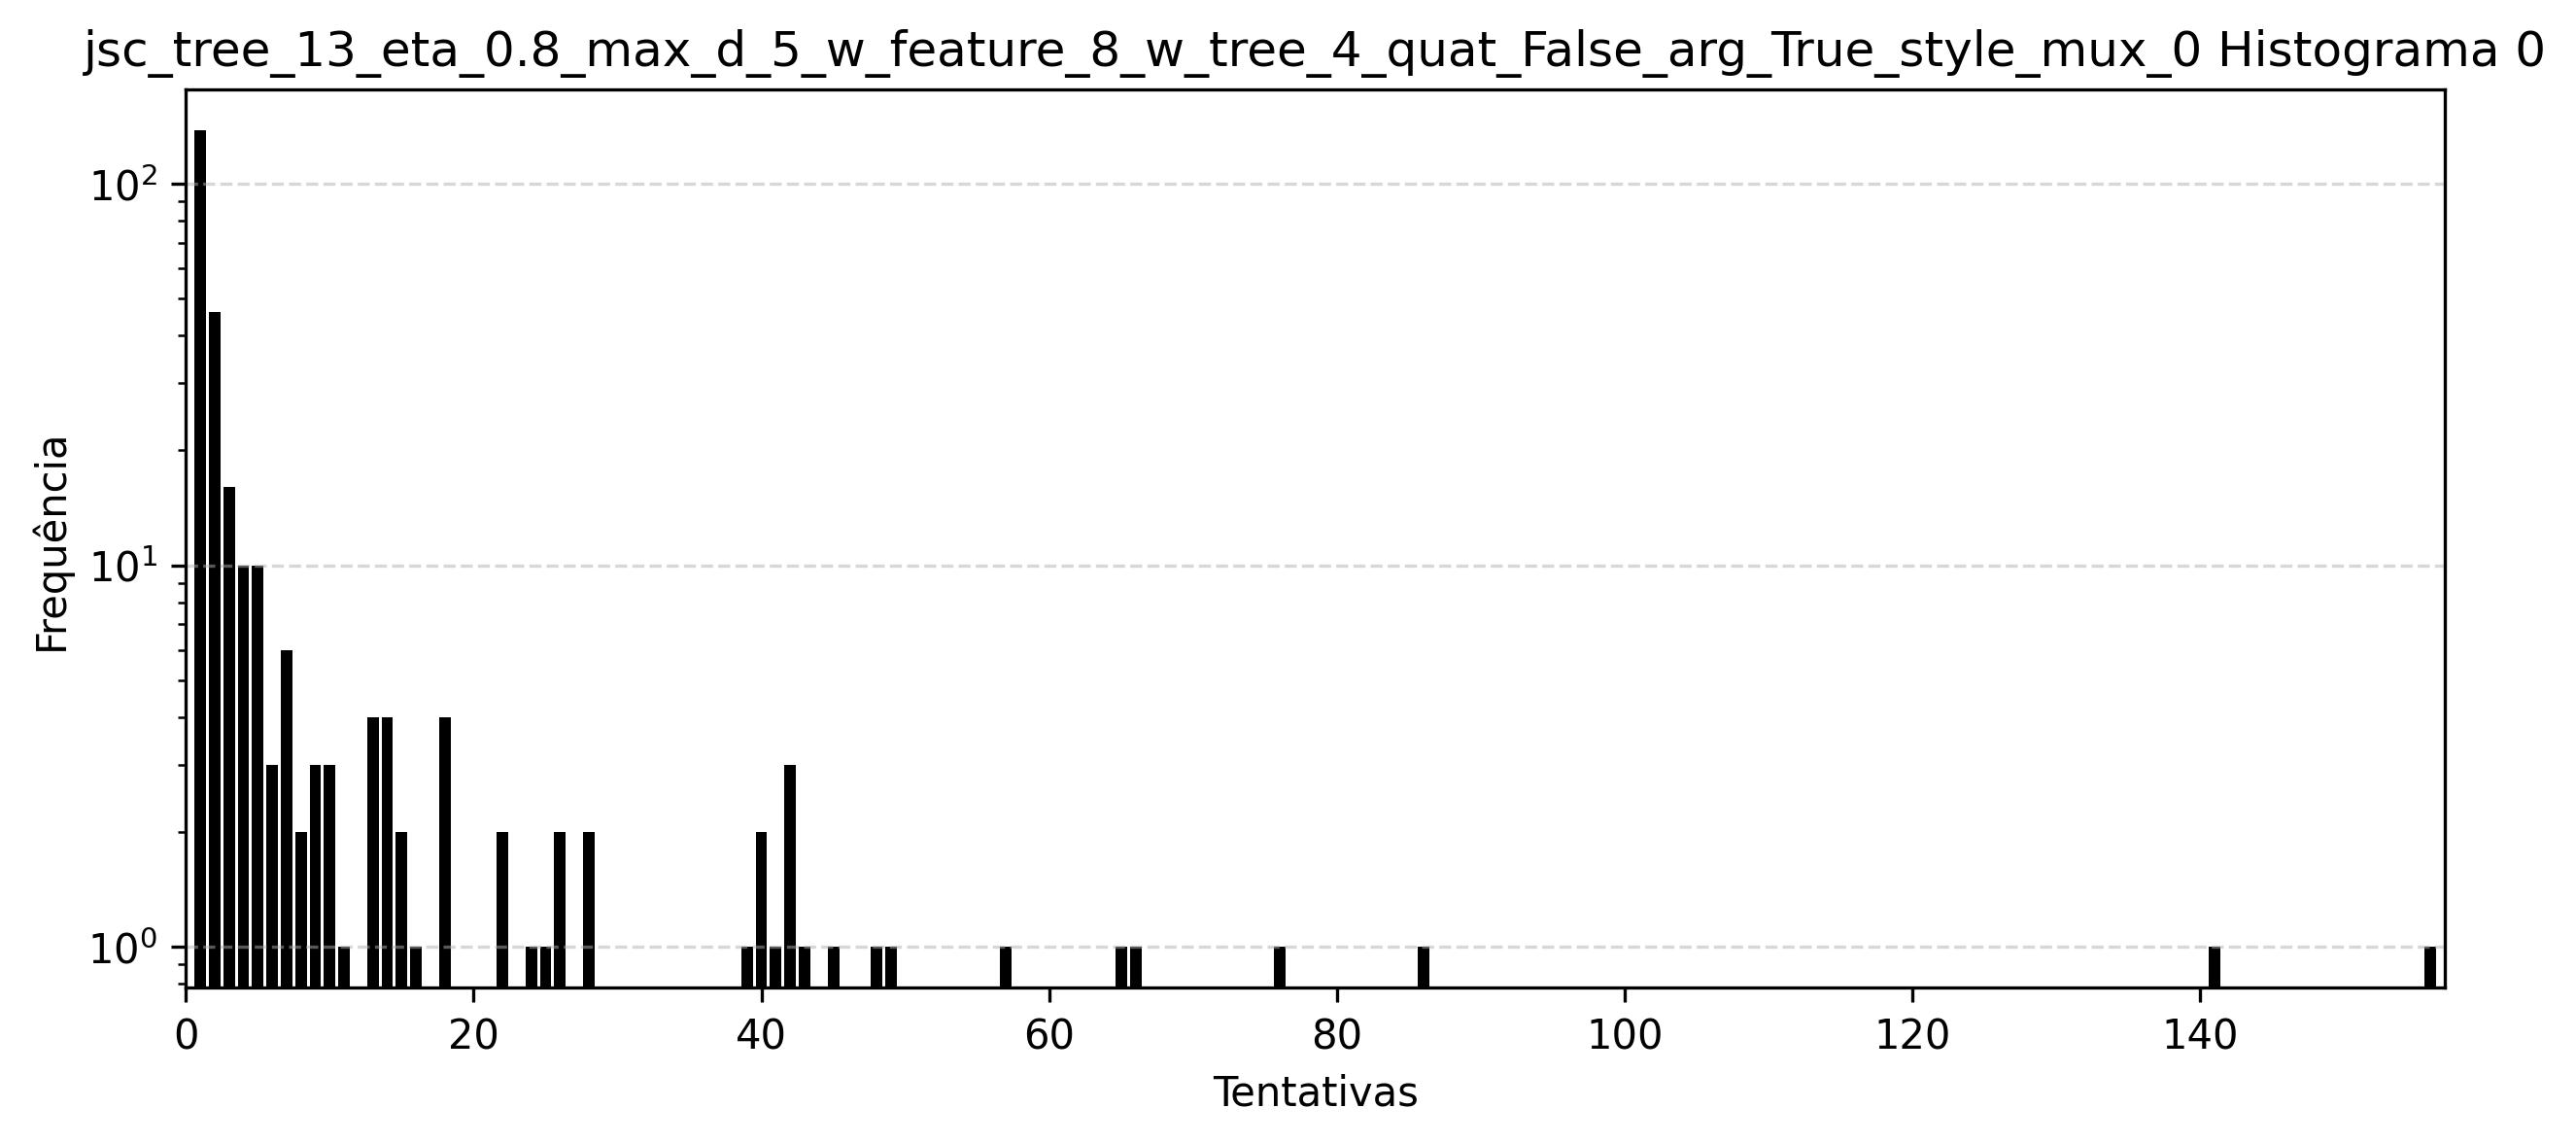 jsc_tree_13_eta_0.8_max_d_5_w_feature_8_w_tree_4_quat_False_arg_True_style_mux_0 Histograma 0
Frequência
10²
10¹
10⁰
0 20 40 60 80 100 120 140
Tentativas